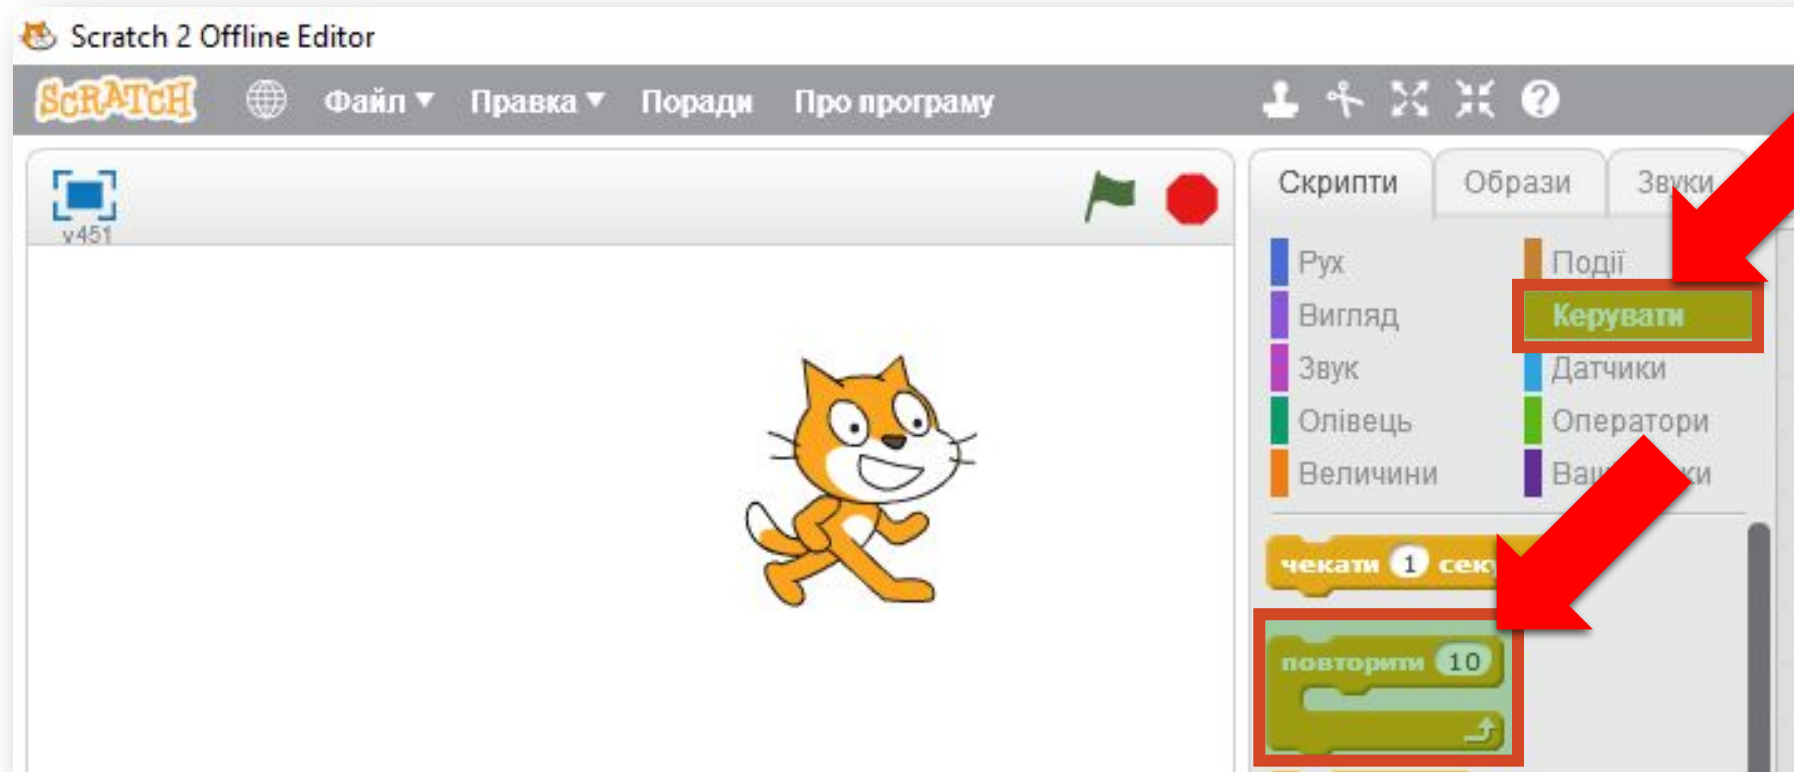 Scratch 2 Offline Editor
SCRATCH Файл Правка Поради Про програму
v451
Скрипти Образи Звуки
Рух Події
Вигляд Керувати
Звук Датчики
Олівець Оператори
Величини
чекати 1
повторити 10